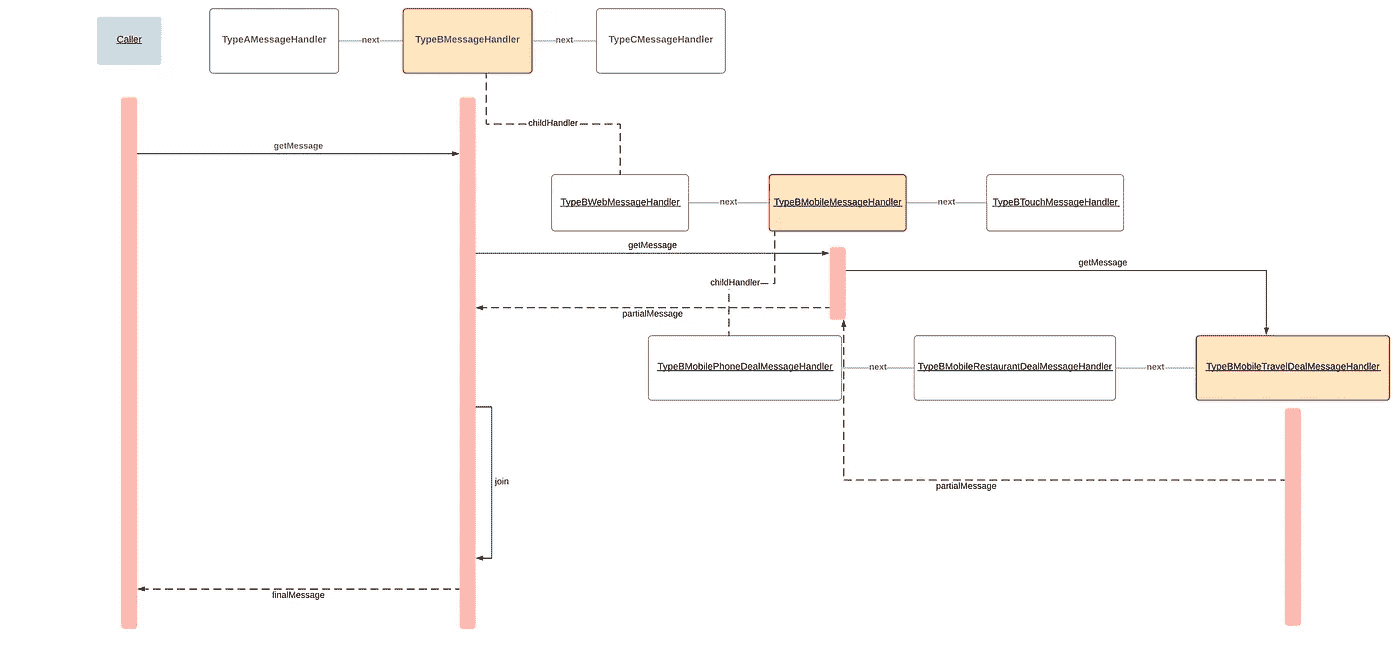 Caller
TypeAMessageHandler
next
TypeBMessageHandler
next
TypeCMessageHandler
childHandler
getMessage
TypeBWebMessageHandler
next
TypeBMobileMessageHandler
next
TypeBTouchMessageHandler
getMessage
getMessage
childHandler
partialMessage
TypeBMobilePhoneDealMessageHandler
next
TypeBMobileRestaurantDealMessageHandler
next
TypeBMobileTravelDealMessageHandler
join
partialMessage
finalMessage